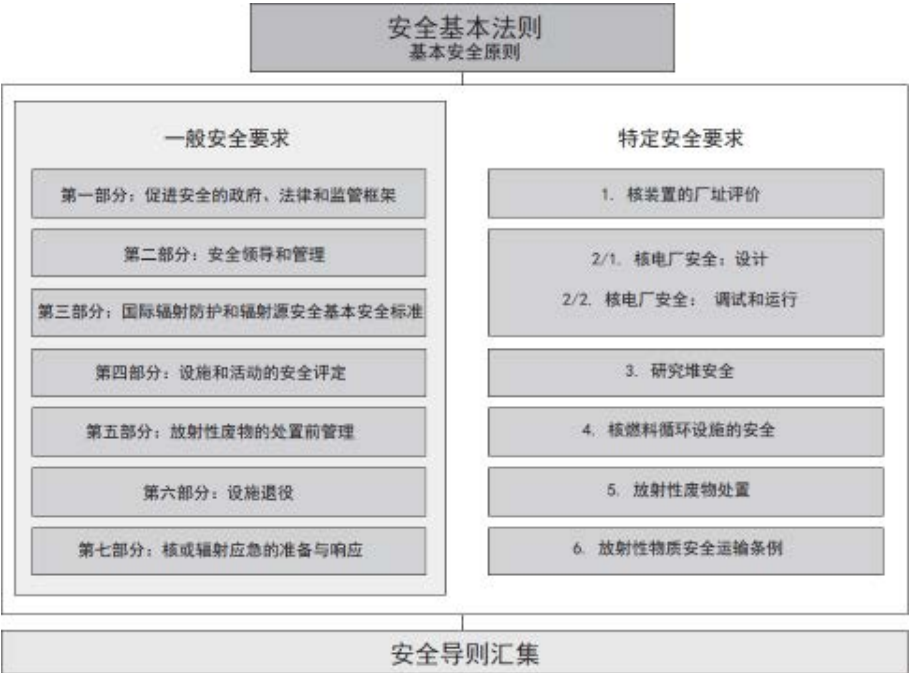 安全基本法则
基本安全原则
一般安全要求
第一部分：促进安全的政府、法律和监管框架
第二部分：安全领导和管理
第三部分：国际辐射防护和辐射源安全基本安全标准
第四部分：设施和活动的安全评定
第五部分：放射性废物的处置前管理
第六部分：设施退役
第七部分：核或辐射应急的准备与响应
特定安全要求
1. 核装置的厂址评价
2/1. 核电厂安全：设计
2/2. 核电厂安全： 调试和运行
3. 研究堆安全
4. 核燃料循环设施的安全
5. 放射性废物处置
6. 放射性物质安全运输条例
安全导则汇集